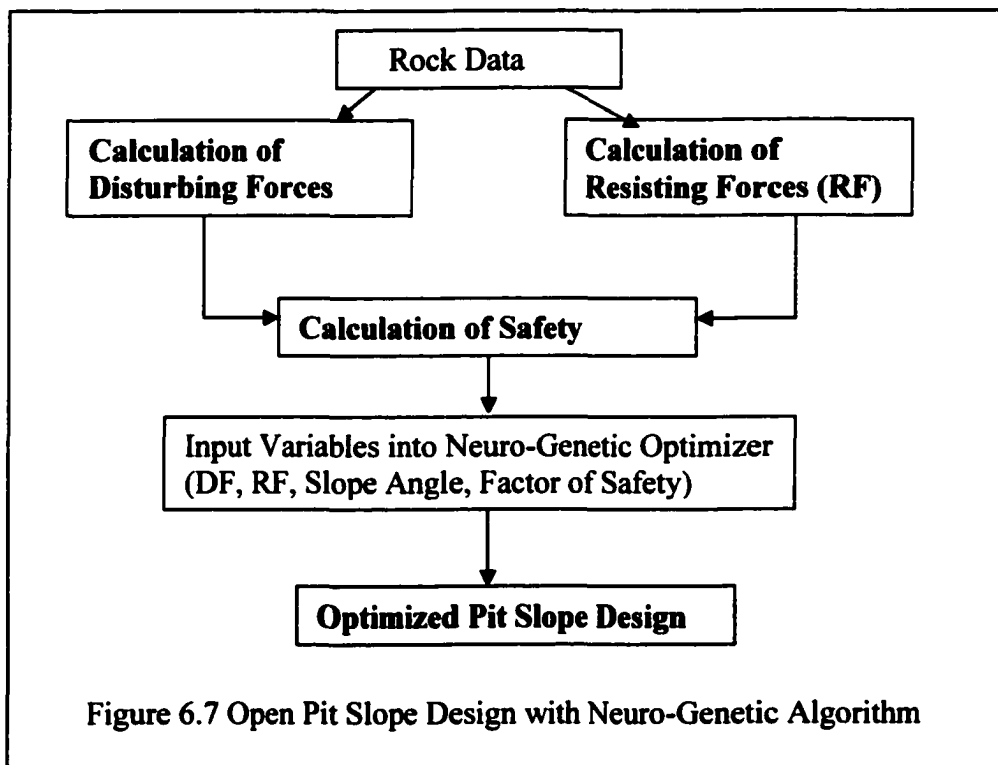 Rock Data
Calculation of
Disturbing Forces
Calculation of
Resisting Forces (RF)
Calculation of Safety
Input Variables into Neuro-Genetic Optimizer
(DF, RF, Slope Angle, Factor of Safety)
Optimized Pit Slope Design
Figure 6.7 Open Pit Slope Design with Neuro-Genetic Algorithm